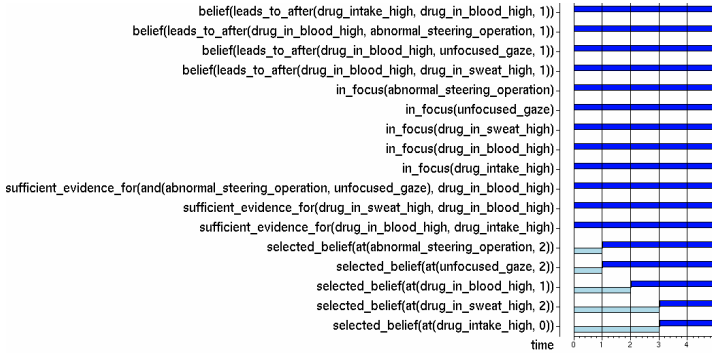 belief(leads_to_after(drug_intake_high, drug_in_blood_high, 1))
belief(leads_to_after(drug_in_blood_high, abnormal_steering_operation, 1))
belief(leads_to_after(drug_in_blood_high, unfocused_gaze, 1))
belief(leads_to_after(drug_in_blood_high, drug_in_sweat_high, 1))
in_focus(abnormal_steering_operation)
in_focus(unfocused_gaze)
in_focus(drug_in_sweat_high)
in_focus(drug_in_blood_high)
in_focus(drug_intake_high)
sufficient_evidence_for(and(abnormal_steering_operation, unfocused_gaze), drug_in_blood_high)
sufficient_evidence_for(drug_in_sweat_high, drug_in_blood_high)
sufficient_evidence_for(drug_in_blood_high, drug_intake_high)
selected_belief(at(abnormal_steering_operation, 2))
selected_belief(at(unfocused_gaze, 2))
selected_belief(at(drug_in_blood_high, 1))
selected_belief(at(drug_in_sweat_high, 2))
selected_belief(at(drug_intake_high, 0))
time 0 1 2 3 4